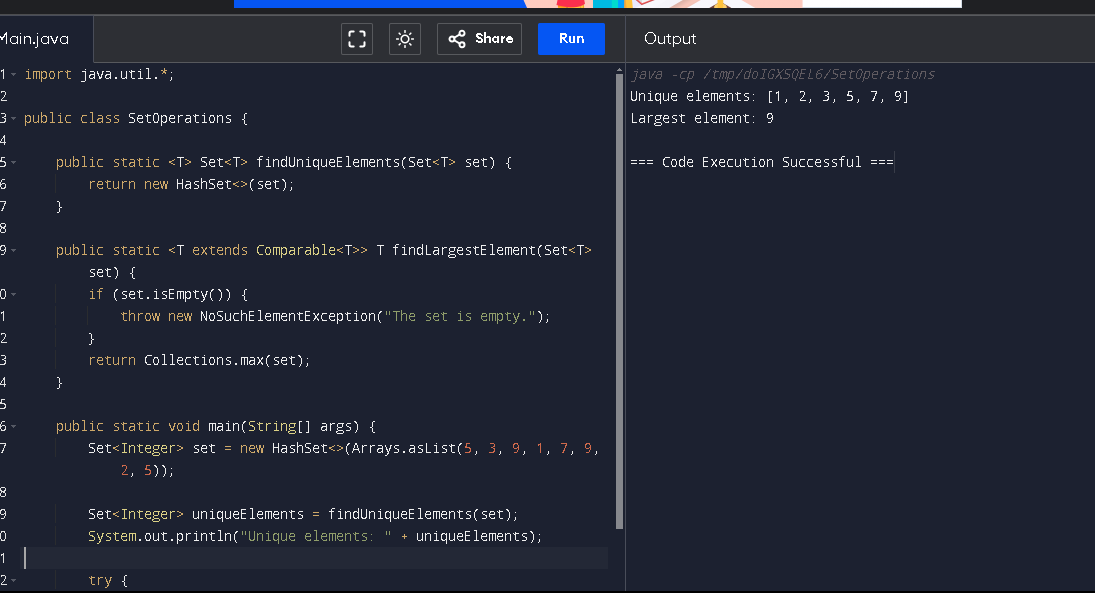 Main.java
Share
Run
Output
1 import java.util.*;
2
3 public class SetOperations {
4
5 public static <T> Set<T> findUniqueElements(Set<T> set) {
6 return new HashSet<>(set);
7 }
8
9 public static <T extends Comparable<T>> T findLargestElement(Set<T>
set) {
0 if (set.isEmpty()) {
1 throw new NoSuchElementException("The set is empty.");
2 }
3 return Collections.max(set);
4 }
5
6 public static void main(String[] args) {
7 Set<Integer> set = new HashSet<>(Arrays.asList(5, 3, 9, 1, 7, 9,
2, 5));
8
9 Set<Integer> uniqueElements = findUniqueElements(set);
0 System.out.println("Unique elements: " + uniqueElements);
1
2 try {
java -cp /tmp/doIGXSQEL6/SetOperations
Unique elements: [1, 2, 3, 5, 7, 9]
Largest element: 9
=== Code Execution Successful ===